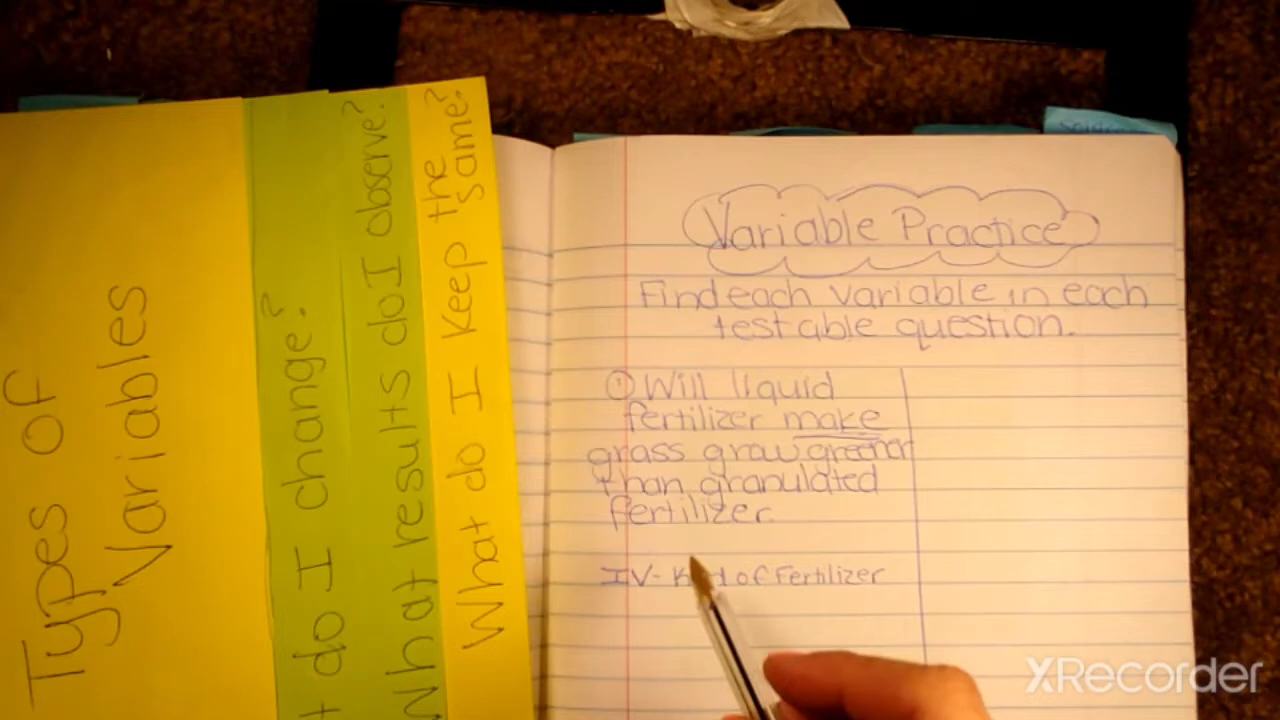 Types of
Variables
t do I change?
What results do I observe?
What do I keep the
same?
Variable Practice
Find each variable in each
testable question.
① Will liquid
fertilizer make
grass grow greener
than granulated
fertilizer.
IV- Kind of Fertilizer
XRecorder